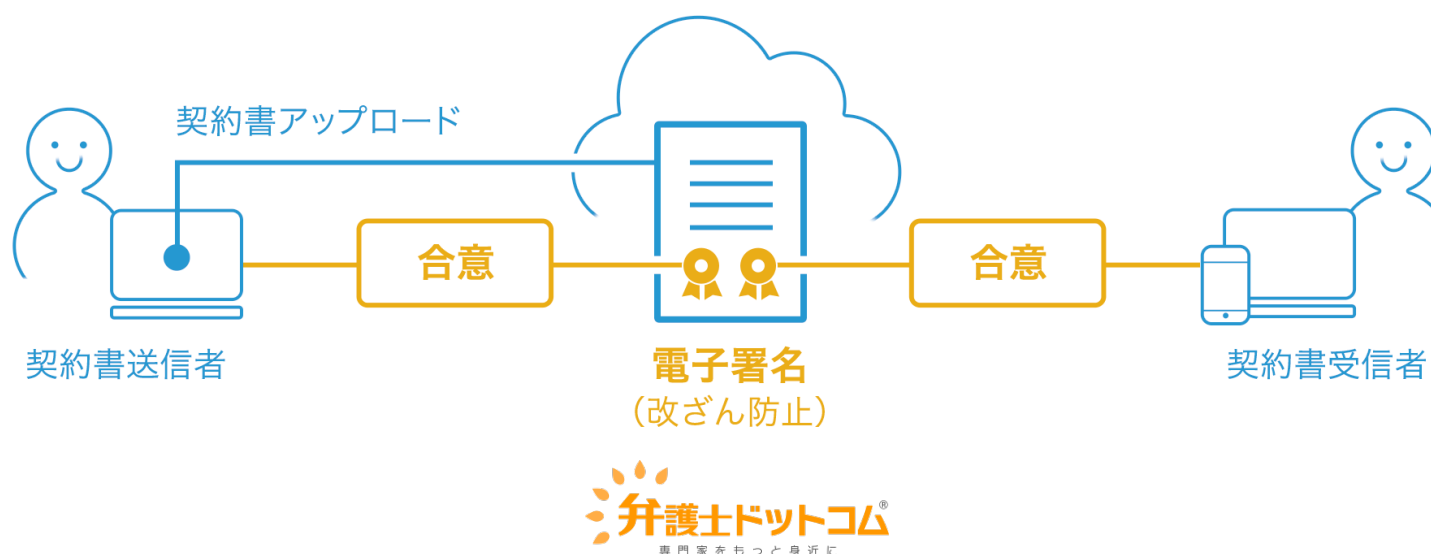 契約書アップロード
合意
合意
契約書送信者
電子署名
(改ざん防止)
契約書受信者
弁護士ドットコム®
専門家をもっと身近に